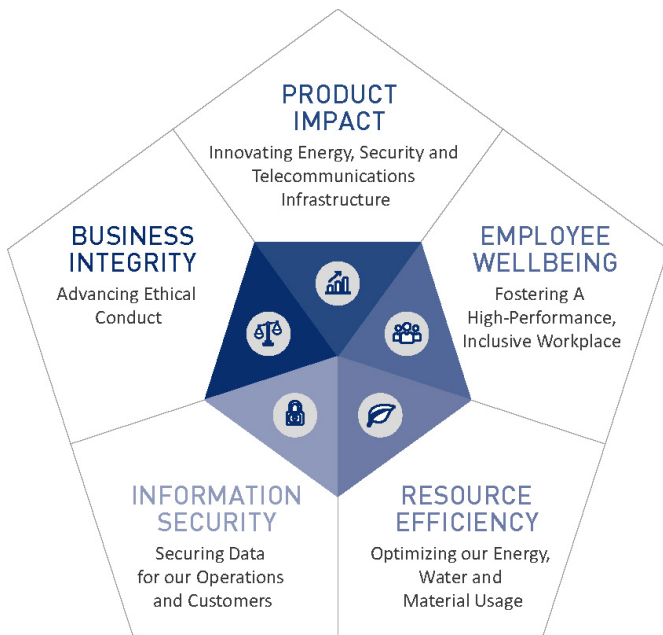 PRODUCT
IMPACT
Innovating Energy, Security and
Telecommunications
Infrastructure
BUSINESS
INTEGRITY
Advancing Ethical
Conduct
EMPLOYEE
WELLBEING
Fostering A
High-Performance,
Inclusive Workplace
INFORMATION
SECURITY
Securing Data
for our Operations
and Customers
RESOURCE
EFFICIENCY
Optimizing our Energy,
Water and
Material Usage